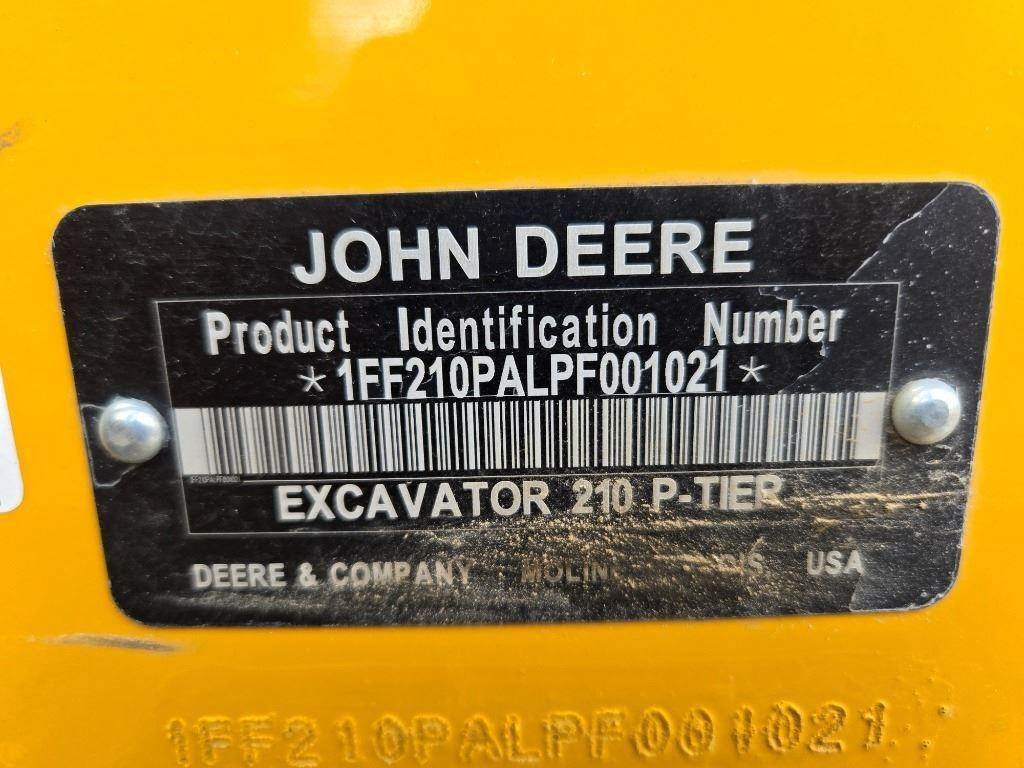 JOHN DEERE
Product Identification Number
*1FF210PALPF001021*
EXCAVATOR 210 P-TIER
DEERE & COMPANY USA
1FF210PALPF001021